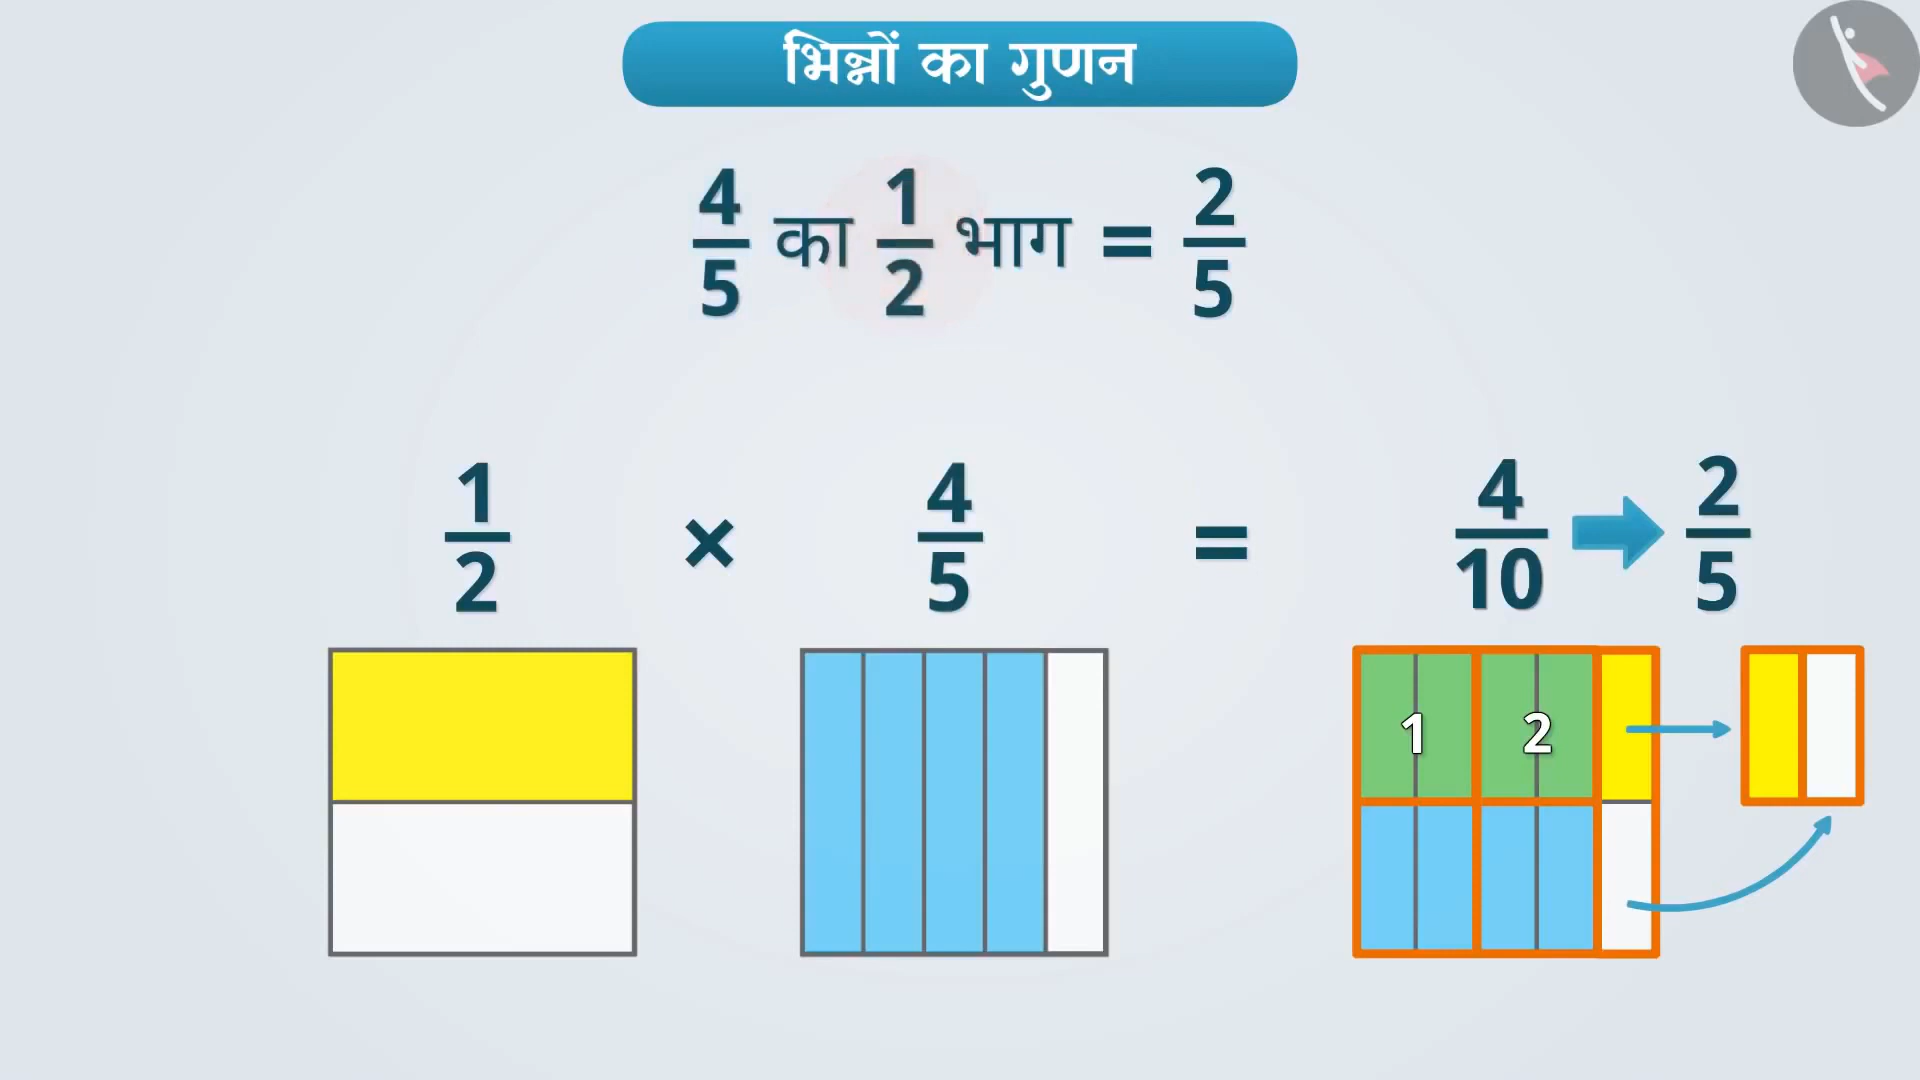 भिन्नों का गुणन
4/5 का 1/2 भाग = 2/5
1/2 × 4/5 = 4/10 2/5
1 2